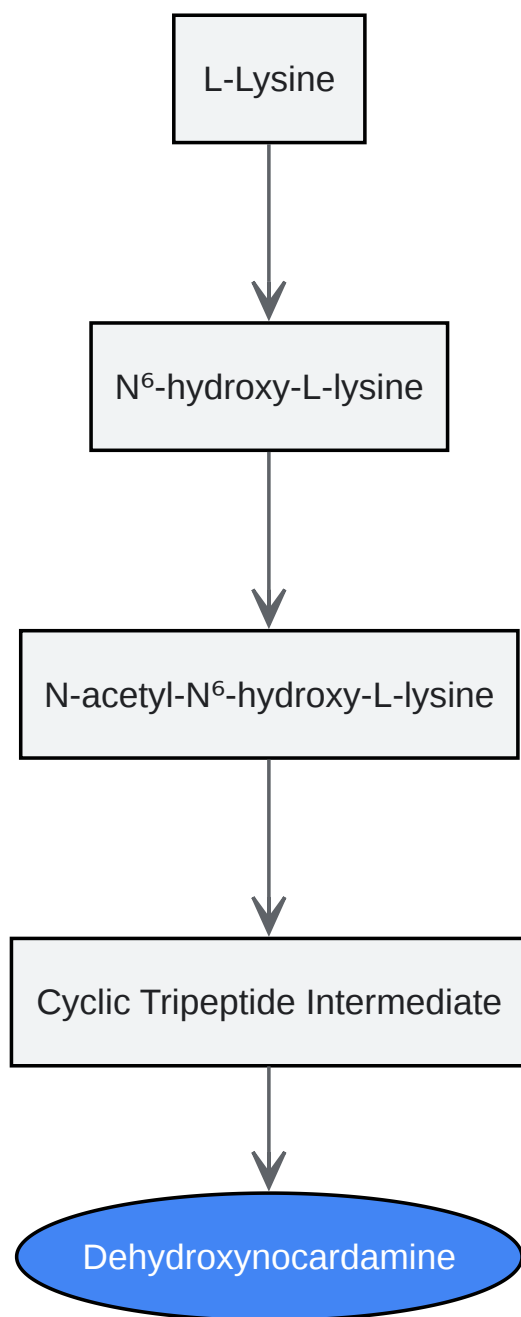 L-Lysine
N⁶-hydroxy-L-lysine
N-acetyl-N⁶-hydroxy-L-lysine
Cyclic Tripeptide Intermediate
Dehydroxynocardamine